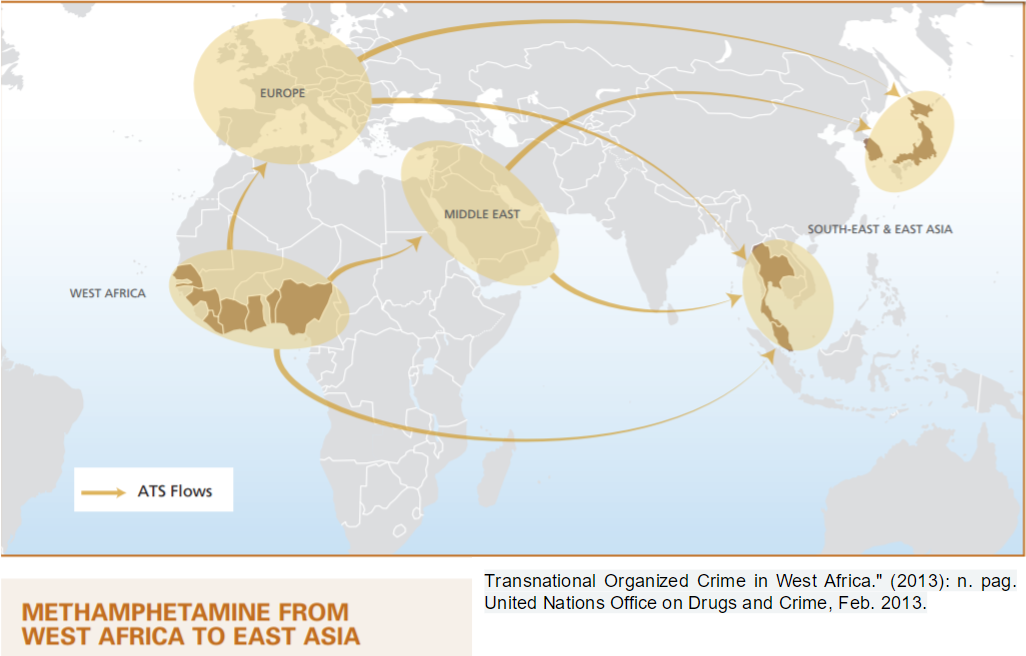 EUROPE
MIDDLE EAST
SOUTH-EAST & EAST ASIA
WEST AFRICA
ATS Flows
METHAMPHETAMINE FROM
WEST AFRICA TO EAST ASIA
Transnational Organized Crime in West Africa." (2013): n. pag.
United Nations Office on Drugs and Crime, Feb. 2013.